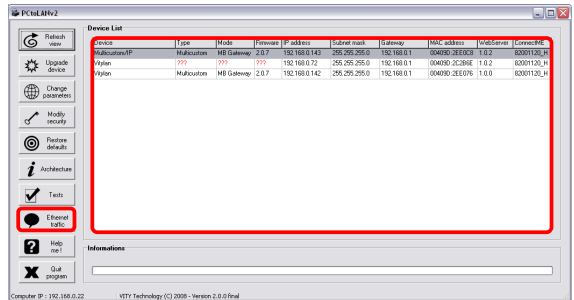 PCtoLANv2
Refresh view
Upgrade device
Change parameters
Modify security
Restore defaults
Architecture
Tests
Ethernet traffic
Help me !
Quit program
Device List
Device Type Mode Firmware IP address Subnet mask Gateway MAC address WebServer ConnectME
Multicustom/IP Multicustom MB Gateway 2.0.7 192.168.0.143 255.255.255.0 192.168.0.1 00409D:2EE0C8 1.0.2 82001120_H
Vitylan ??? ??? ??? 192.168.0.72 255.255.255.0 192.168.0.1 00409D:2C2B6E 1.0.2 82001120_H
Vitylan Multicustom MB Gateway 2.0.7 192.168.0.142 255.255.255.0 192.168.0.1 00409D:2EE076 1.0.0 82001120_H
Informations
Computer IP : 192.168.0.22 VITY Technology (C) 2008 - Version 2.0.0 final